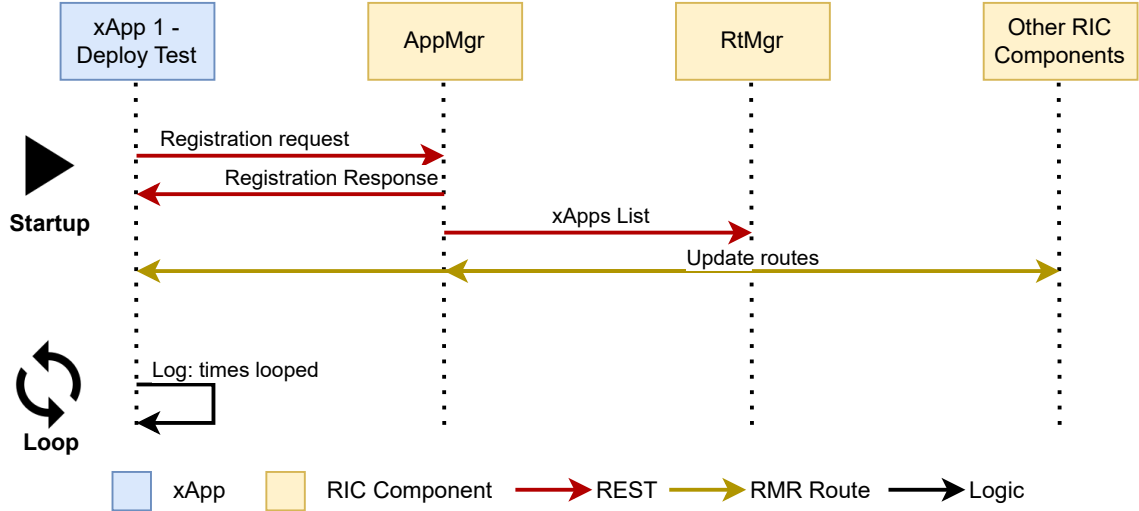 xApp 1 -
Deploy Test
AppMgr
RtMgr
Other RIC
Components
Registration request
Registration Response
Startup
xApps List
Update routes
Log: times looped
Loop
xApp
RIC Component
REST
RMR Route
Logic